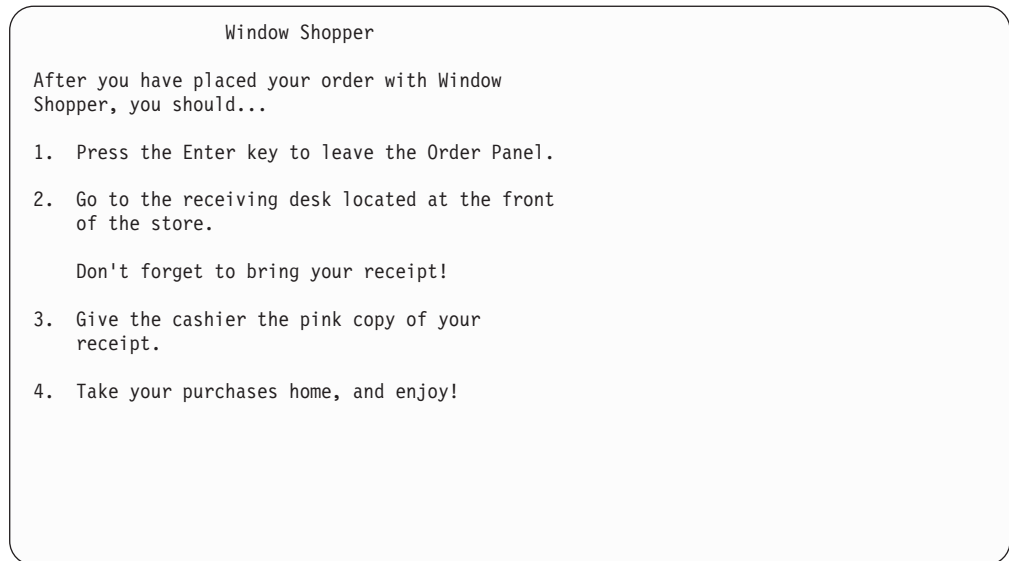 Window Shopper
After you have placed your order with Window
Shopper, you should...
1. Press the Enter key to leave the Order Panel.
2. Go to the receiving desk located at the front
of the store.
Don't forget to bring your receipt!
3. Give the cashier the pink copy of your
receipt.
4. Take your purchases home, and enjoy!